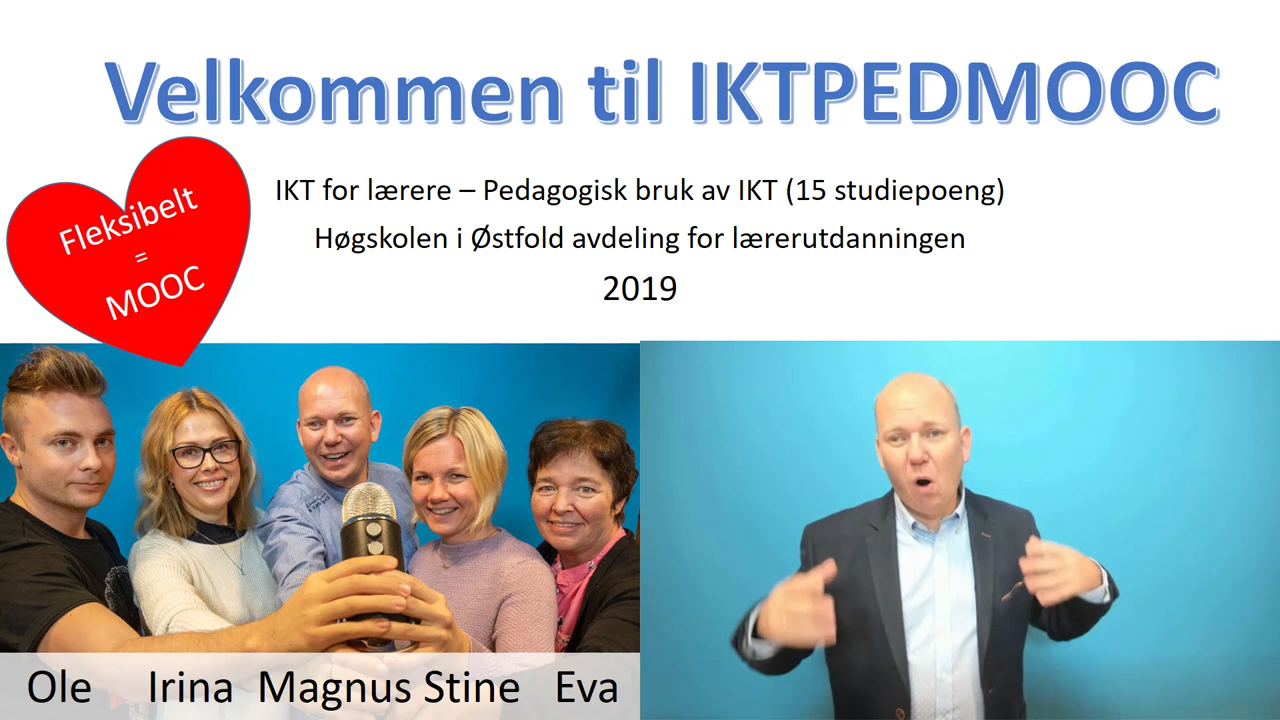 Velkommen til IKTPEDMOOC
Fleksibelt
=
MOOC
IKT for lærere – Pedagogisk bruk av IKT (15 studiepoeng)
Høgskolen i Østfold avdeling for lærerutdanningen
2019
Ole Irina Magnus Stine Eva